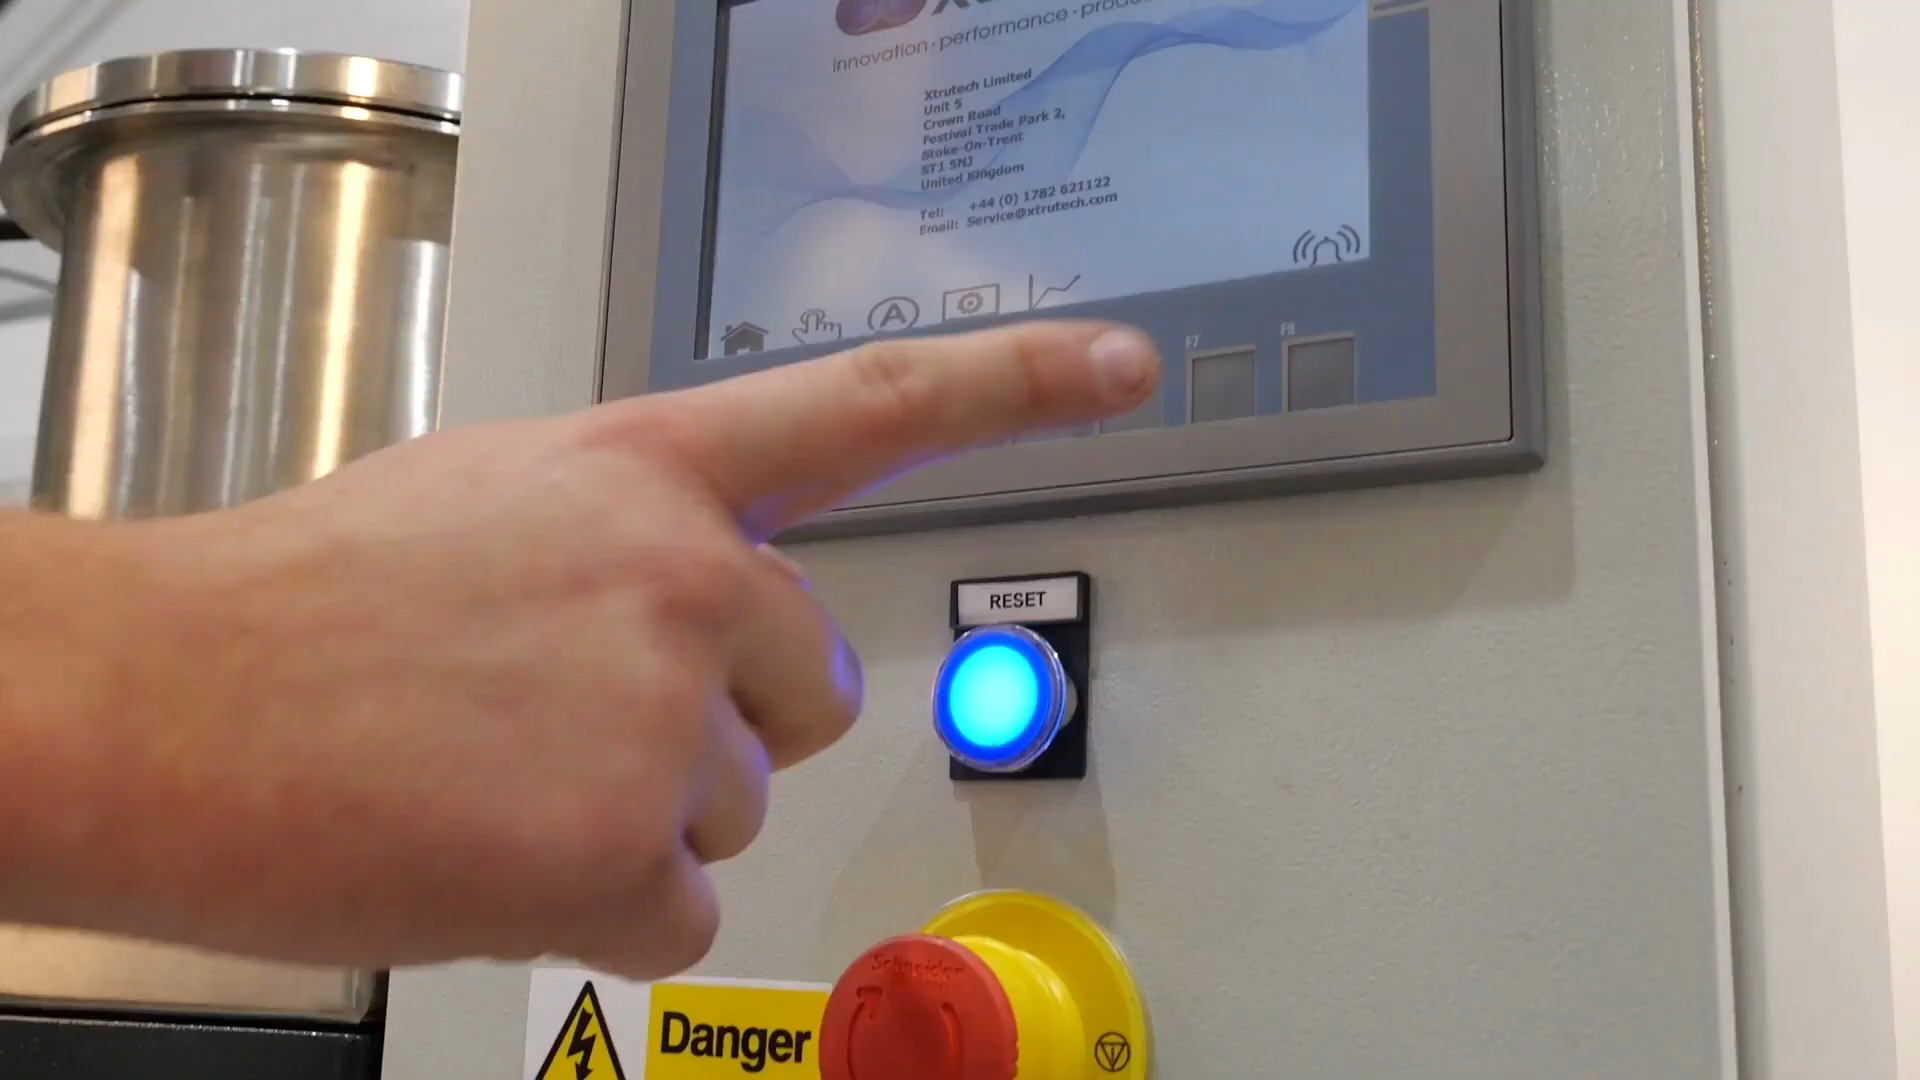 innovation · performance ·
Xtrutech Limited
Unit 5
Crown Road
Festival Trade Park 2,
Stoke-On-Trent
ST1 5NJ
United Kingdom
Tel: +44 (0) 1782 621122
Email: Service@xtrutech.com
A
F7 F8
RESET
Schneider
Danger